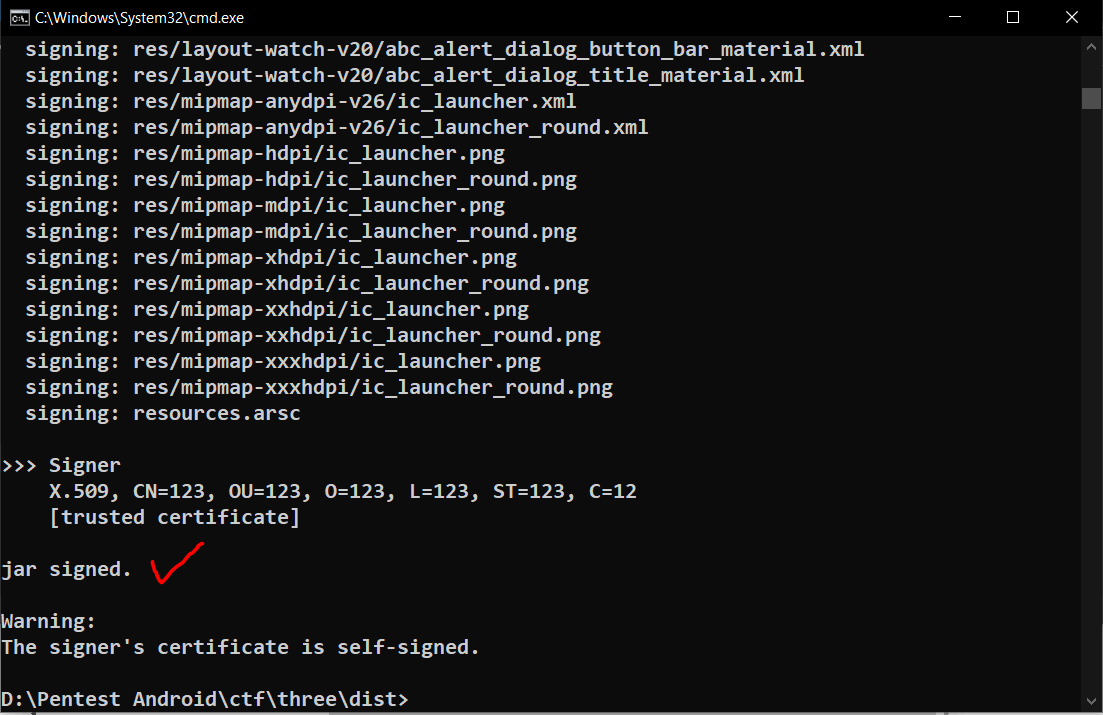 C:\Windows\System32\cmd.exe
signing: res/layout-watch-v20/abc_alert_dialog_button_bar_material.xml
signing: res/layout-watch-v20/abc_alert_dialog_title_material.xml
signing: res/mipmap-anydpi-v26/ic_launcher.xml
signing: res/mipmap-anydpi-v26/ic_launcher_round.xml
signing: res/mipmap-hdpi/ic_launcher.png
signing: res/mipmap-hdpi/ic_launcher_round.png
signing: res/mipmap-mdpi/ic_launcher.png
signing: res/mipmap-mdpi/ic_launcher_round.png
signing: res/mipmap-xhdpi/ic_launcher.png
signing: res/mipmap-xhdpi/ic_launcher_round.png
signing: res/mipmap-xxhdpi/ic_launcher.png
signing: res/mipmap-xxhdpi/ic_launcher_round.png
signing: res/mipmap-xxxhdpi/ic_launcher.png
signing: res/mipmap-xxxhdpi/ic_launcher_round.png
signing: resources.arsc
>>> Signer
X.509, CN=123, OU=123, O=123, L=123, ST=123, C=12
[trusted certificate]
jar signed.
Warning:
The signer's certificate is self-signed.
D:\Pentest Android\ctf\three\dist>